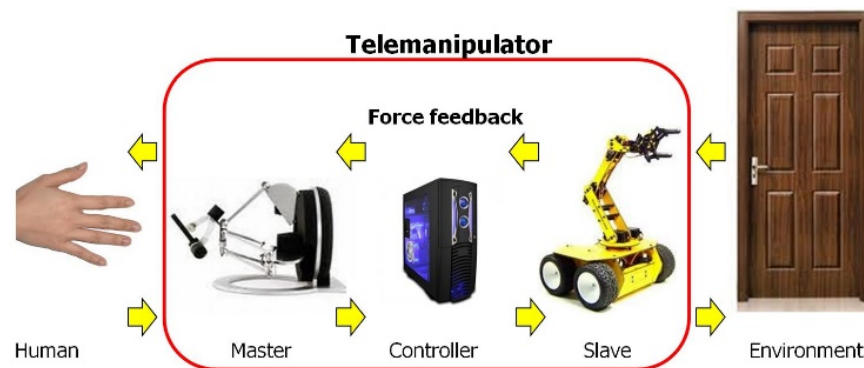 Telemanipulator
Force feedback
Human
Master
Controller
Slave
Environment